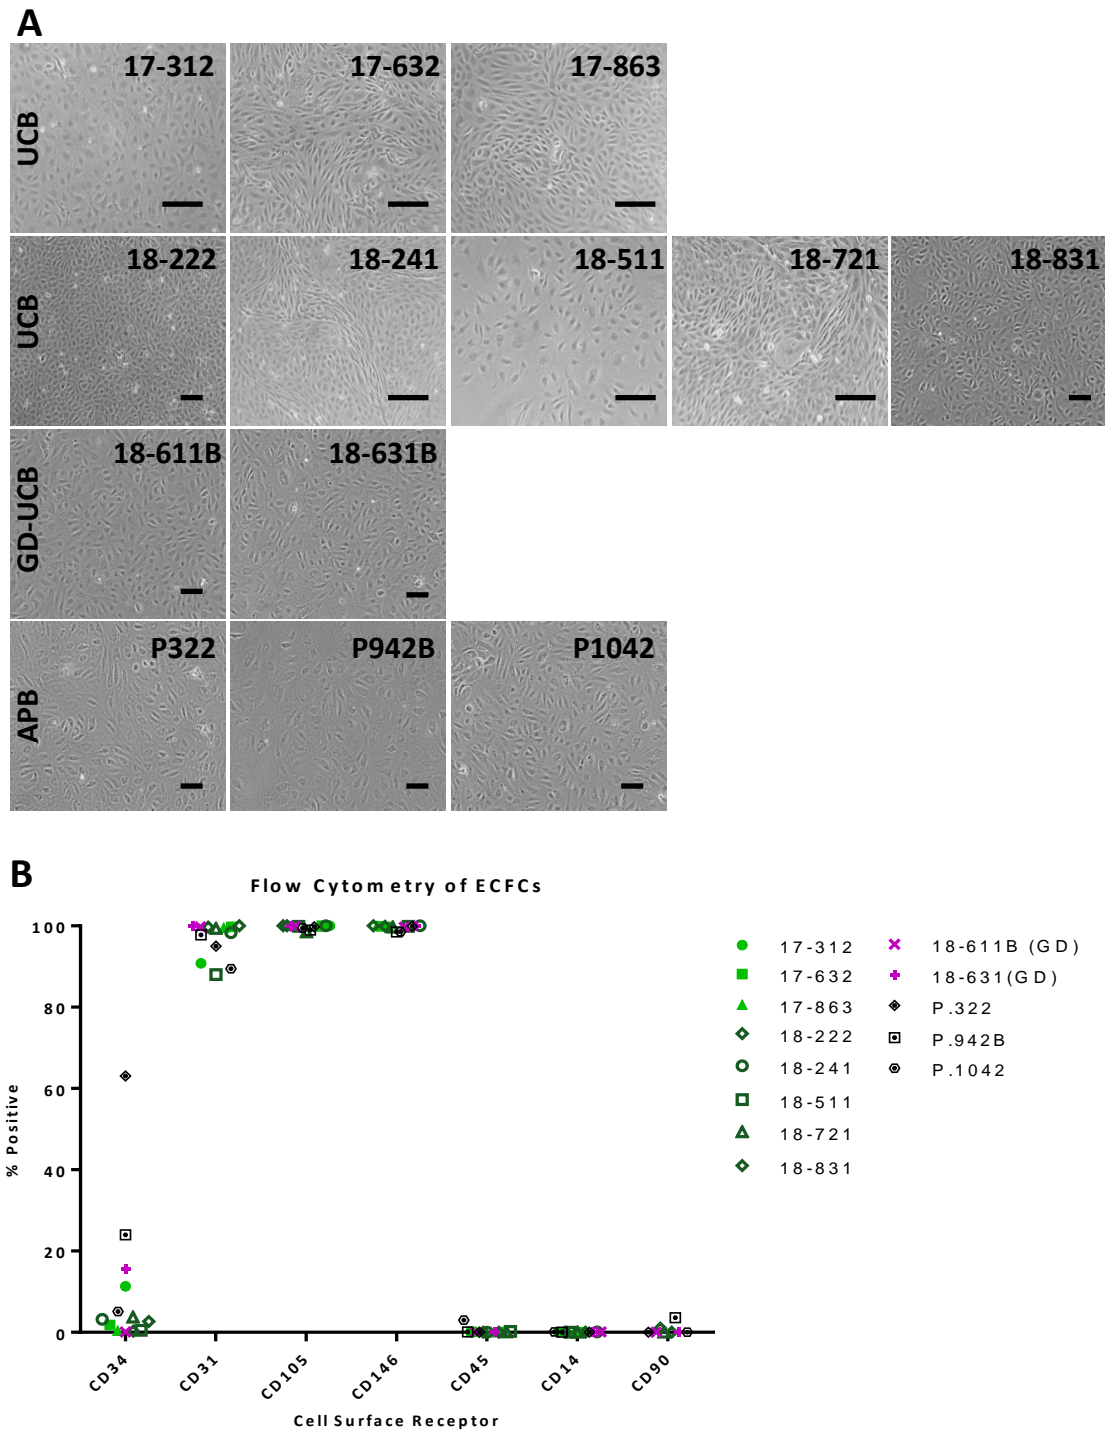 A
17-312 17-632 17-863
UCB
18-222 18-241 18-511 18-721 18-831
UCB
18-611B 18-631B
GD-UCB
P322 P942B P1042
APB
B
Flow Cytometry of ECFCs
% Positive
100
80
60
40
20
0
CD34 CD31 CD105 CD146 CD45 CD14 CD90
Cell Surface Receptor
17-312
17-632
17-863
18-222
18-241
18-511
18-721
18-831
18-611B (GD)
18-631(GD)
P.322
P.942B
P.1042